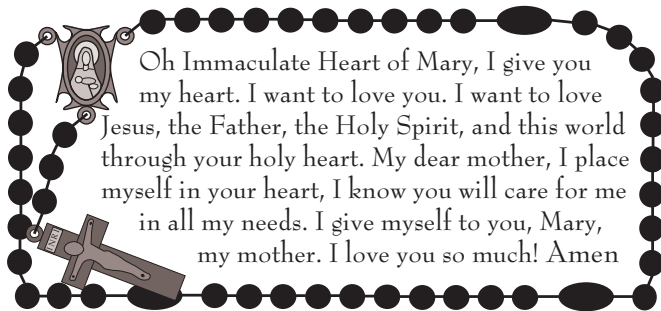 Oh Immaculate Heart of Mary, I give you
my heart. I want to love you. I want to love
Jesus, the Father, the Holy Spirit, and this world
through your holy heart. My dear mother, I place
myself in your heart, I know you will care for me
in all my needs. I give myself to you, Mary,
my mother. I love you so much! Amen
INRI